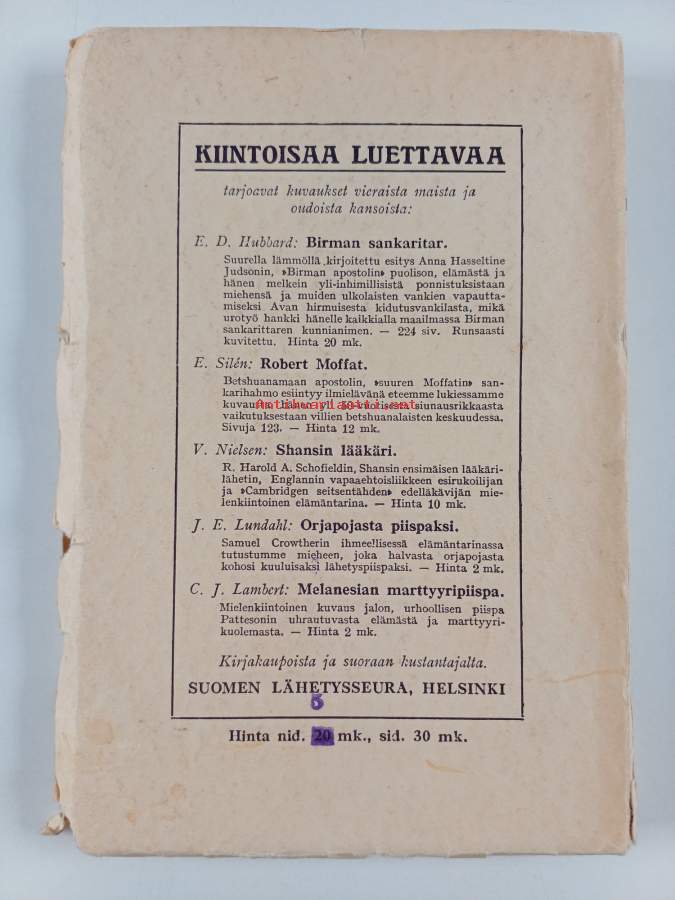 KIINTOISAA LUETTAVAA
tarjoavat kuvaukset vieraista maista ja
oudoista kansoista:
E. D. Hubbard: Birman sankaritar.
Suurella lämmöllä kirjoitettu esitys Anna Hasseltine
Judsonin, »Birman apostolin» puolison, elämästä ja
hänen melkein yli-inhimillisistä ponnistuksistaan
miehensä ja muiden ulkolaisten vankien vapautta-
miseksi Avan hirmuisesta kidutusvankilasta, mikä
urotyö hankki hänelle kaikkialla maailmassa Birman
sankarittaren kunnianimen. — 224 siv. Runsaasti
kuvitettu. Hinta 20 mk.
E. Silén: Robert Moffat.
Betshuanamaan apostolin, »suuren Moffatin» san-
karihahmo esiintyy ilmielävänä eteemme lukiessamme
kuvausta hänen yli 50-vuotisesta siunausrikkaasta
Antikvariaatti.net
vaikutuksestaan villien betshuanalaisten keskuudessa.
Sivuja 123. — Hinta 12 mk.
V. Nielsen: Shansin lääkäri.
R. Harold A. Schofieldin, Shansin ensimäisen lääkäri-
lähetin, Englannin vapaaehtoisliikkeen esirukoilijan
ja »Cambridgen seitsentähden» edelläkävijän mie-
lenkiintoinen elämäntarina. — Hinta 10 mk.
J. E. Lundahl: Orjapojasta piispaksi.
Samuel Crowtherin ihmeellisessä elämäntarinassa
tutustumme mieheen, joka halvasta orjapojasta
kohosi kuuluisaksi lähetyspiispaksi. — Hinta 2 mk.
C. J. Lambert: Melanesian marttyyripiispa.
Mielenkiintoinen kuvaus jalon, urhoollisen piispa
Pattesonin uhrautuvasta elämästä ja marttyyri-
kuolemasta. — Hinta 2 mk.
Kirjakaupoista ja suoraan kustantajalta.
SUOMEN LÄHETYSSEURA, HELSINKI
Hinta nid. 20 mk., sid. 30 mk.